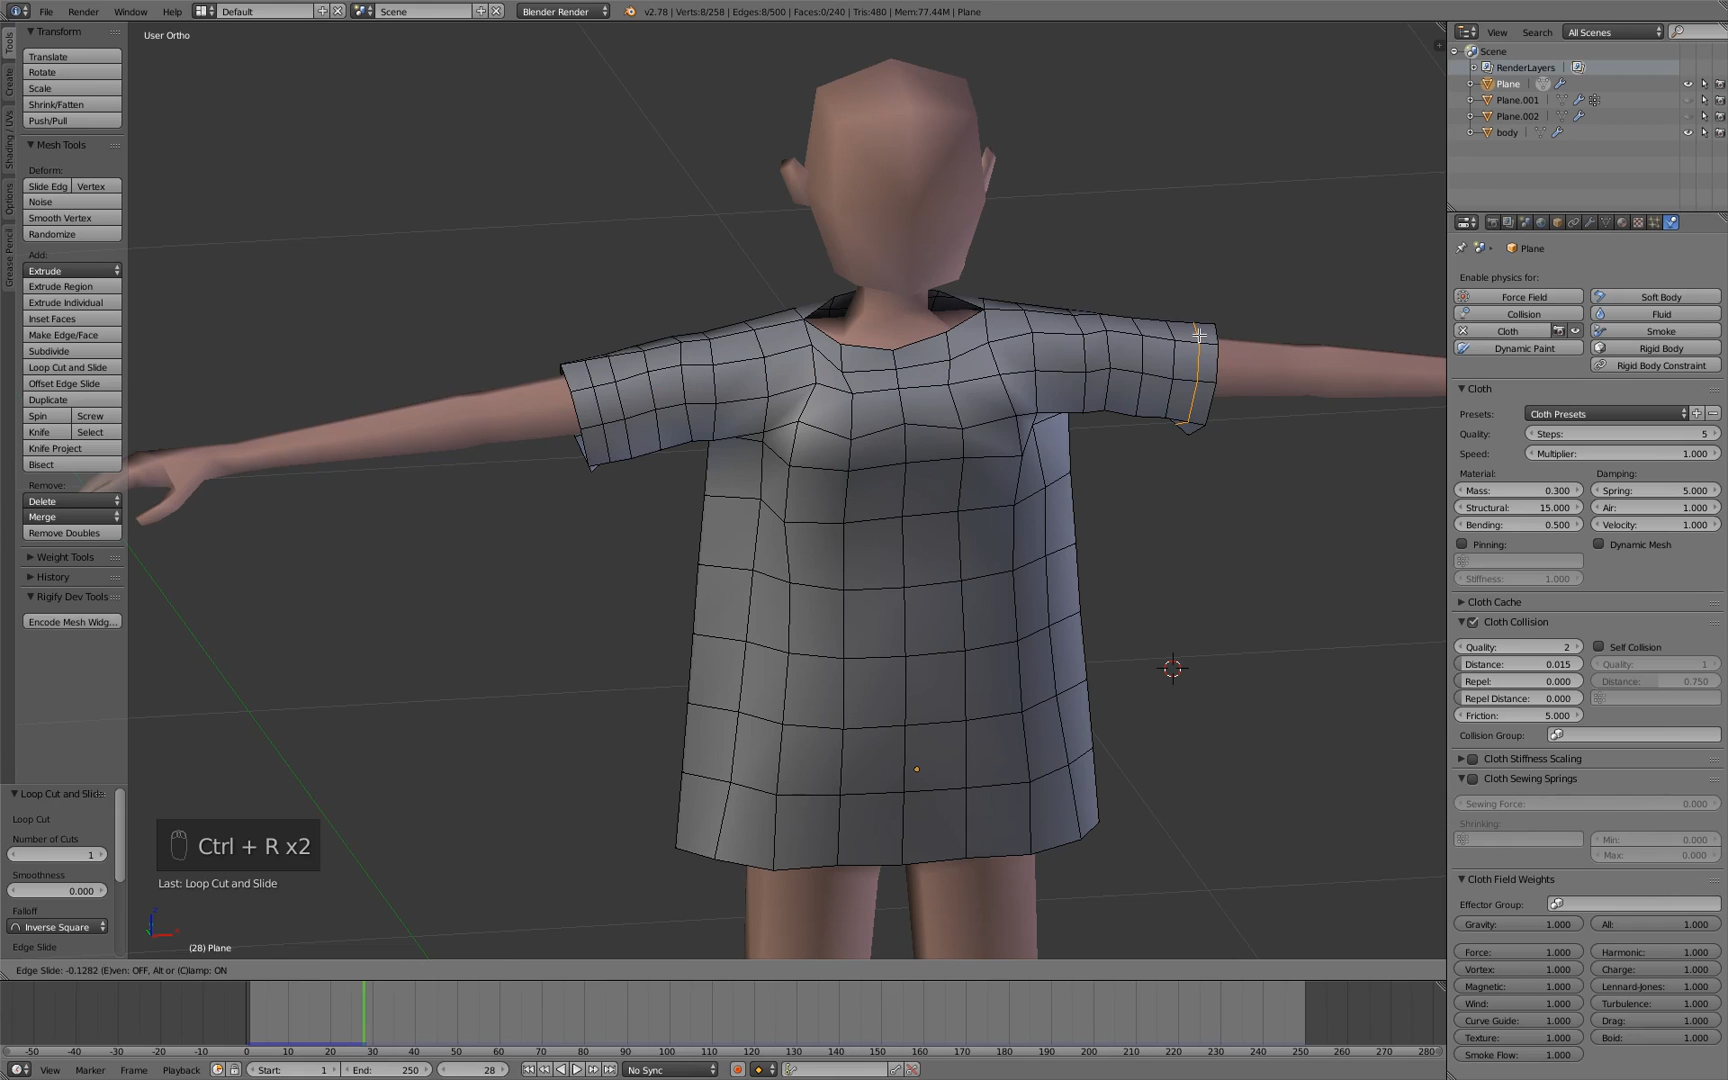 File Render Window Help Default Scene Blender Render v2.78 | Verts:8/258 | Edges:8/500 | Faces:0/240 | Tris:480 | Mem:77.44M | Plane
Tools
Create
Shading / UVs
Options
Grease Pencil
Transform
Translate
Rotate
Scale
Shrink/Fatten
Push/Pull
Mesh Tools
Deform:
Slide Edg Vertex
Noise
Smooth Vertex
Randomize
Add:
Extrude
Extrude Region
Extrude Individual
Inset Faces
Make Edge/Face
Subdivide
Loop Cut and Slide
Offset Edge Slide
Duplicate
Spin Screw
Knife Select
Knife Project
Bisect
Remove:
Delete
Merge
Remove Doubles
Weight Tools
History
Rigify Dev Tools
Encode Mesh Widg...
Loop Cut and Slide
Loop Cut
Number of Cuts
1
Smoothness
0.000
Falloff
Inverse Square
Edge Slide
User Ortho
Ctrl + R x2
Last: Loop Cut and Slide
(28) Plane
Edge Slide: -0.1282 (E)ven: OFF, Alt or (C)lamp: ON
View Search All Scenes
Scene
RenderLayers
Plane
Plane.001
Plane.002
body
Plane
Enable physics for:
Force Field Soft Body
Collision Fluid
Cloth Smoke
Dynamic Paint Rigid Body
Rigid Body Constraint
Cloth
Presets: Cloth Presets
Quality: Steps: 5
Speed: Multiplier: 1.000
Material: Damping:
Mass: 0.300 Spring: 5.000
Structural: 15.000 Air: 1.000
Bending: 0.500 Velocity: 1.000
Pinning: Dynamic Mesh
Stiffness: 1.000
Cloth Cache
Cloth Collision
Quality: 2 Self Collision
Distance: 0.015 Quality: 1
Repel: 0.000 Distance: 0.750
Repel Distance: 0.000
Friction: 5.000
Collision Group:
Cloth Stiffness Scaling
Cloth Sewing Springs
Sewing Force: 0.000
Shrinking:
Min: 0.000
Max: 0.000
Cloth Field Weights
Effector Group:
Gravity: 1.000 All: 1.000
Force: 1.000 Harmonic: 1.000
Vortex: 1.000 Charge: 1.000
Magnetic: 1.000 Lennard-Jones: 1.000
Wind: 1.000 Turbulence: 1.000
Curve Guide: 1.000 Drag: 1.000
Texture: 1.000 Boid: 1.000
Smoke Flow: 1.000
-50 -40 -30 -20 -10 0 10 20 30 40 50 60 70 80 90 100 110 120 130 140 150 160 170 180 190 200 210 220 230 240 250 260 270 280
View Marker Frame Playback Start: 1 End: 250 28 No Sync